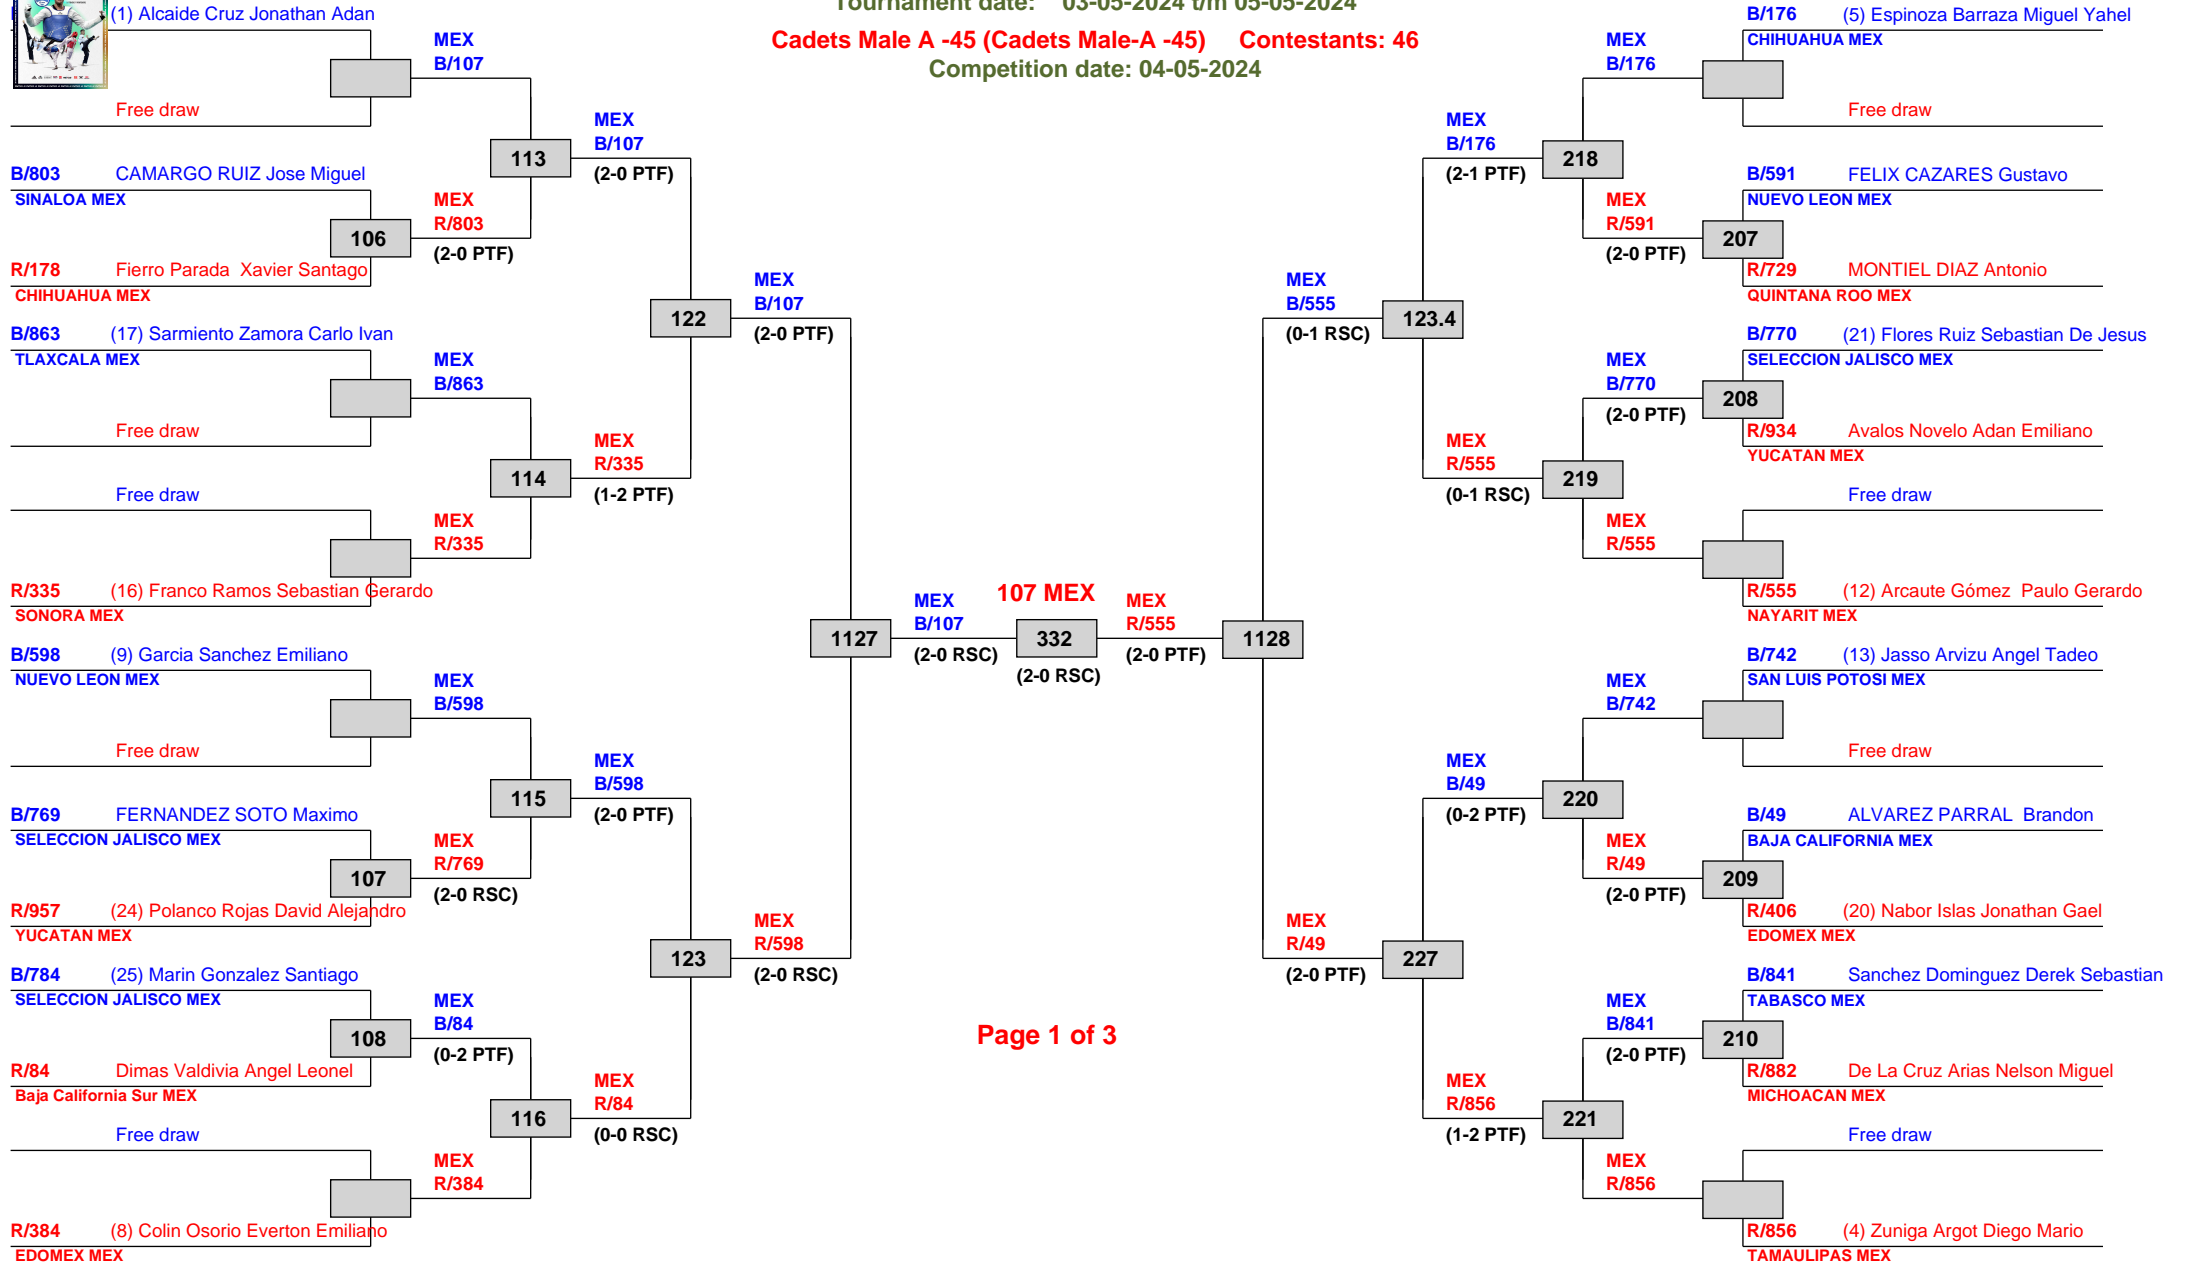 Tournament date: 03-05-2024 t/m 05-05-2024
Cadets Male A -45 (Cadets Male-A -45) Contestants: 46
Competition date: 04-05-2024
(1) Alcaide Cruz Jonathan Adan
Free draw
B/803 CAMARGO RUIZ Jose Miguel
SINALOA MEX
106
R/178 Fierro Parada Xavier Santago
CHIHUAHUA MEX
B/863 (17) Sarmiento Zamora Carlo Ivan
TLAXCALA MEX
Free draw
Free draw
R/335 (16) Franco Ramos Sebastian Gerardo
SONORA MEX
B/598 (9) Garcia Sanchez Emiliano
NUEVO LEON MEX
Free draw
B/769 FERNANDEZ SOTO Maximo
SELECCION JALISCO MEX
107
R/957 (24) Polanco Rojas David Alejandro
YUCATAN MEX
B/784 (25) Marin Gonzalez Santiago
SELECCION JALISCO MEX
108
R/84 Dimas Valdivia Angel Leonel
Baja California Sur MEX
Free draw
R/384 (8) Colin Osorio Everton Emiliano
EDOMEX MEX
MEX
B/107
113
MEX
R/803
(2-0 PTF)
MEX
B/863
114
MEX
R/335
MEX
B/598
115
MEX
R/769
(2-0 RSC)
MEX
B/84
(0-2 PTF)
116
MEX
R/384
MEX
B/107
(2-0 PTF)
122
MEX
R/335
(1-2 PTF)
MEX
B/598
(2-0 PTF)
123
MEX
R/84
(0-0 RSC)
MEX
B/107
(2-0 PTF)
1127
MEX
R/598
(2-0 RSC)
MEX
B/107
(2-0 RSC)
107 MEX
332
(2-0 RSC)
MEX
R/555
(2-0 PTF)
Page 1 of 3
1128
MEX
B/555
(0-1 RSC)
123.4
MEX
R/49
(2-0 PTF)
227
MEX
B/176
(2-1 PTF)
218
MEX
R/555
(0-1 RSC)
219
MEX
B/49
(0-2 PTF)
220
MEX
R/856
(1-2 PTF)
221
MEX
B/176
MEX
R/591
(2-0 PTF)
MEX
B/770
(2-0 PTF)
MEX
R/555
MEX
B/742
MEX
R/49
(2-0 PTF)
MEX
B/841
(2-0 PTF)
MEX
R/856
B/176 (5) Espinoza Barraza Miguel Yahel
CHIHUAHUA MEX
Free draw
B/591 FELIX CAZARES Gustavo
NUEVO LEON MEX
207
R/729 MONTIEL DIAZ Antonio
QUINTANA ROO MEX
B/770 (21) Flores Ruiz Sebastian De Jesus
SELECCION JALISCO MEX
208
R/934 Avalos Novelo Adan Emiliano
YUCATAN MEX
Free draw
R/555 (12) Arcaute Gómez Paulo Gerardo
NAYARIT MEX
B/742 (13) Jasso Arvizu Angel Tadeo
SAN LUIS POTOSI MEX
Free draw
B/49 ALVAREZ PARRAL Brandon
BAJA CALIFORNIA MEX
209
R/406 (20) Nabor Islas Jonathan Gael
EDOMEX MEX
B/841 Sanchez Dominguez Derek Sebastian
TABASCO MEX
210
R/882 De La Cruz Arias Nelson Miguel
MICHOACAN MEX
Free draw
R/856 (4) Zuniga Argot Diego Mario
TAMAULIPAS MEX